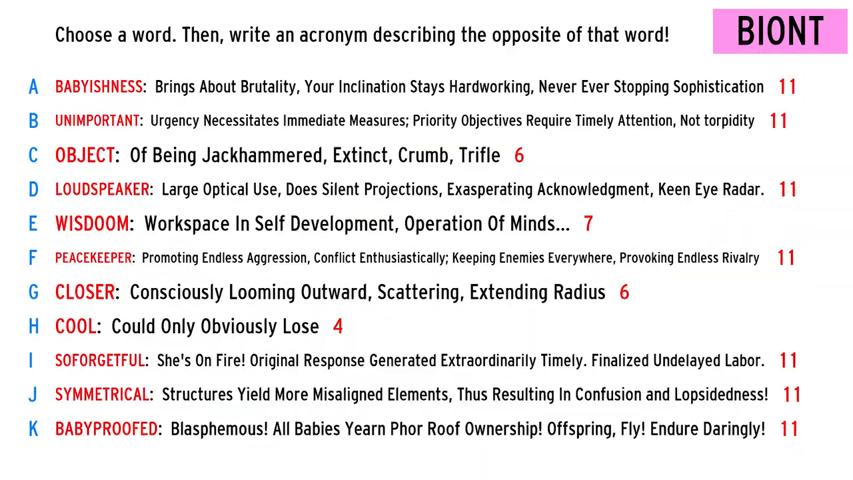 Choose a word. Then, write an acronym describing the opposite of that word!
BIONT
A BABYISHNESS: Brings About Brutality, Your Inclination Stays Hardworking, Never Ever Stopping Sophistication 11
B UNIMPORTANT: Urgency Necessitates Immediate Measures; Priority Objectives Require Timely Attention, Not torpidity 11
C OBJECT: Of Being Jackhammered, Extinct, Crumb, Trifle 6
D LOUDSPEAKER: Large Optical Use, Does Silent Projections, Exasperating Acknowledgment, Keen Eye Radar. 11
E WISDOOM: Workspace In Self Development, Operation Of Minds... 7
F PEACEKEEPER: Promoting Endless Aggression, Conflict Enthusiastically; Keeping Enemies Everywhere, Provoking Endless Rivalry 11
G CLOSER: Consciously Looming Outward, Scattering, Extending Radius 6
H COOL: Could Only Obviously Lose 4
I SOFORGETFUL: She's On Fire! Original Response Generated Extraordinarily Timely. Finalized Undelayed Labor. 11
J SYMMETRICAL: Structures Yield More Misaligned Elements, Thus Resulting In Confusion and Lopsidedness! 11
K BABYPROOFED: Blasphemous! All Babies Yearn Phor Roof Ownership! Offspring, Fly! Endure Daringly! 11